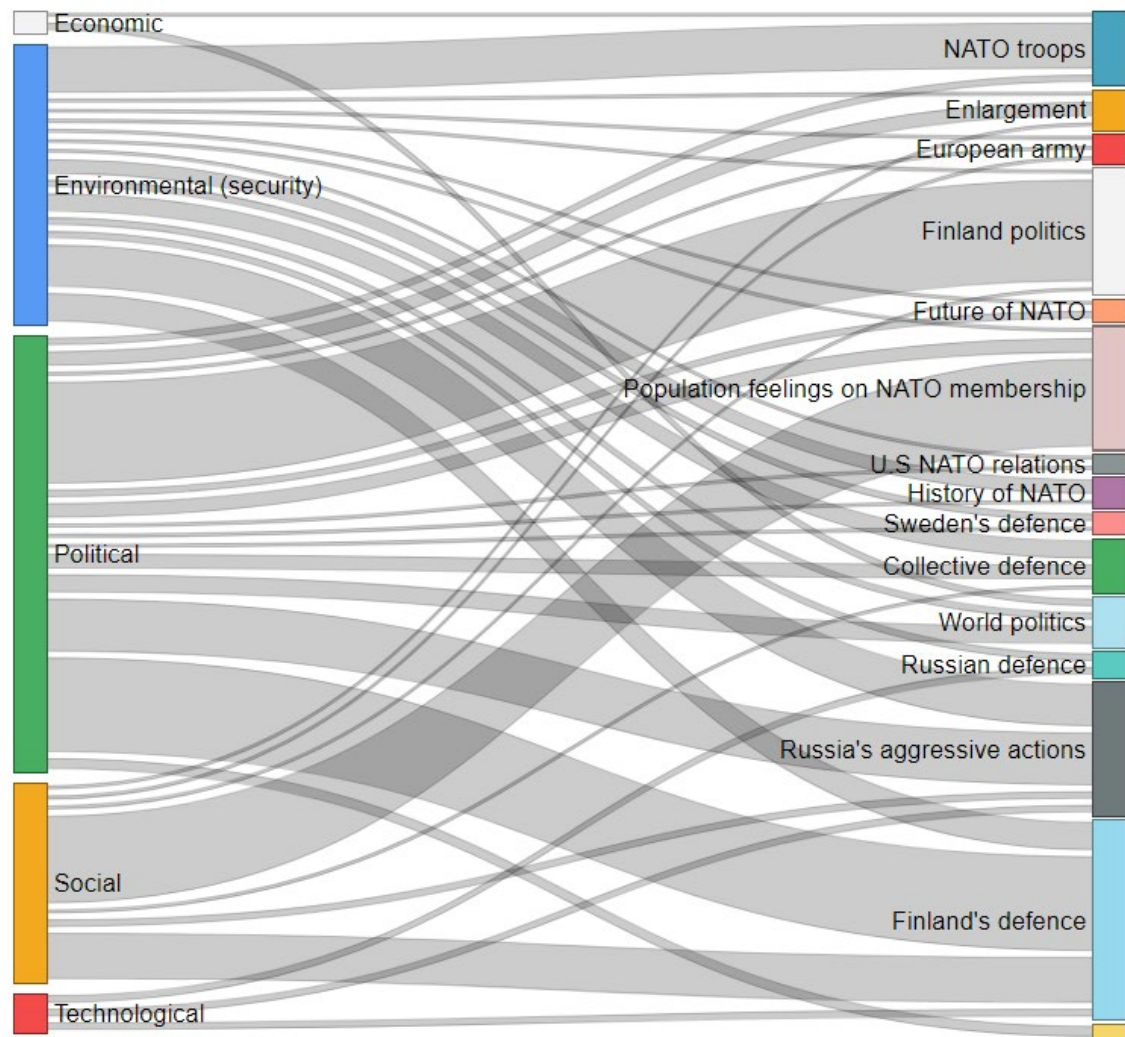 Economic
Environmental (security)
Political
Social
Technological
NATO troops
Enlargement
European army
Finland politics
Future of NATO
Population feelings on NATO membership
U.S NATO relations
History of NATO
Sweden's defence
Collective defence
World politics
Russian defence
Russia's aggressive actions
Finland's defence